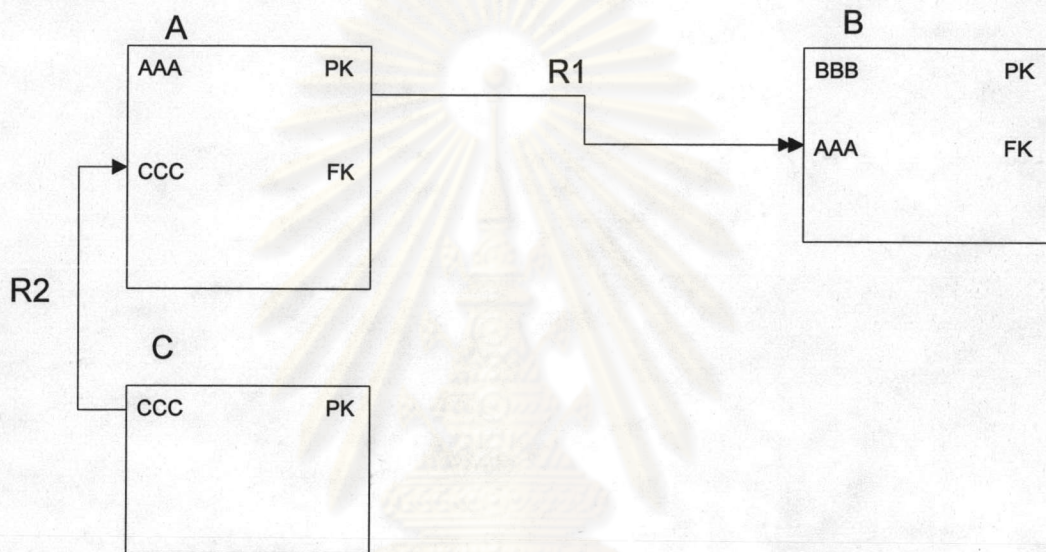 A
AAA PK
CCC FK
R1
B
BBB PK
AAA FK
R2
C
CCC PK